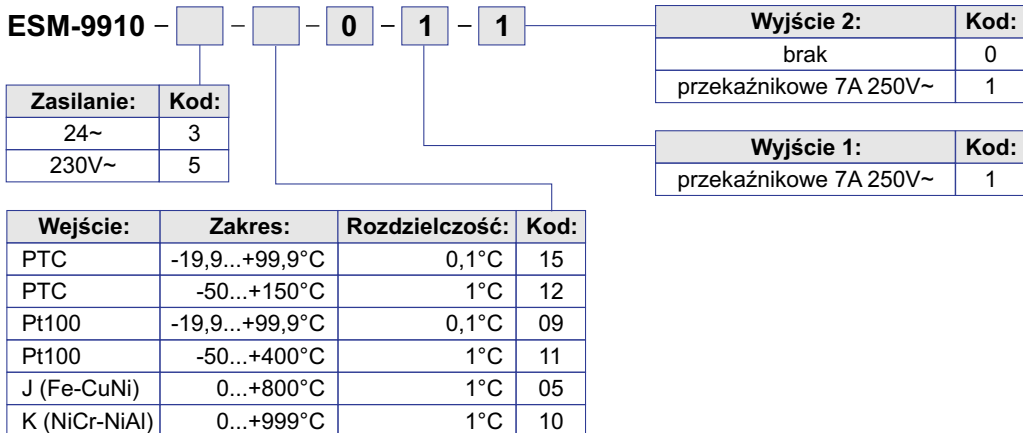 ESM-9910 – – – 0 – 1 – 1
Wyjście 2: Kod:
brak 0
przekaźnikowe 7A 250V~ 1
Zasilanie: Kod:
24~ 3
230V~ 5
Wyjście 1: Kod:
przekaźnikowe 7A 250V~ 1
Wejście: Zakres: Rozdzielczość: Kod:
PTC -19,9...+99,9°C 0,1°C 15
PTC -50...+150°C 1°C 12
Pt100 -19,9...+99,9°C 0,1°C 09
Pt100 -50...+400°C 1°C 11
J (Fe-CuNi) 0...+800°C 1°C 05
K (NiCr-NiAl) 0...+999°C 1°C 10